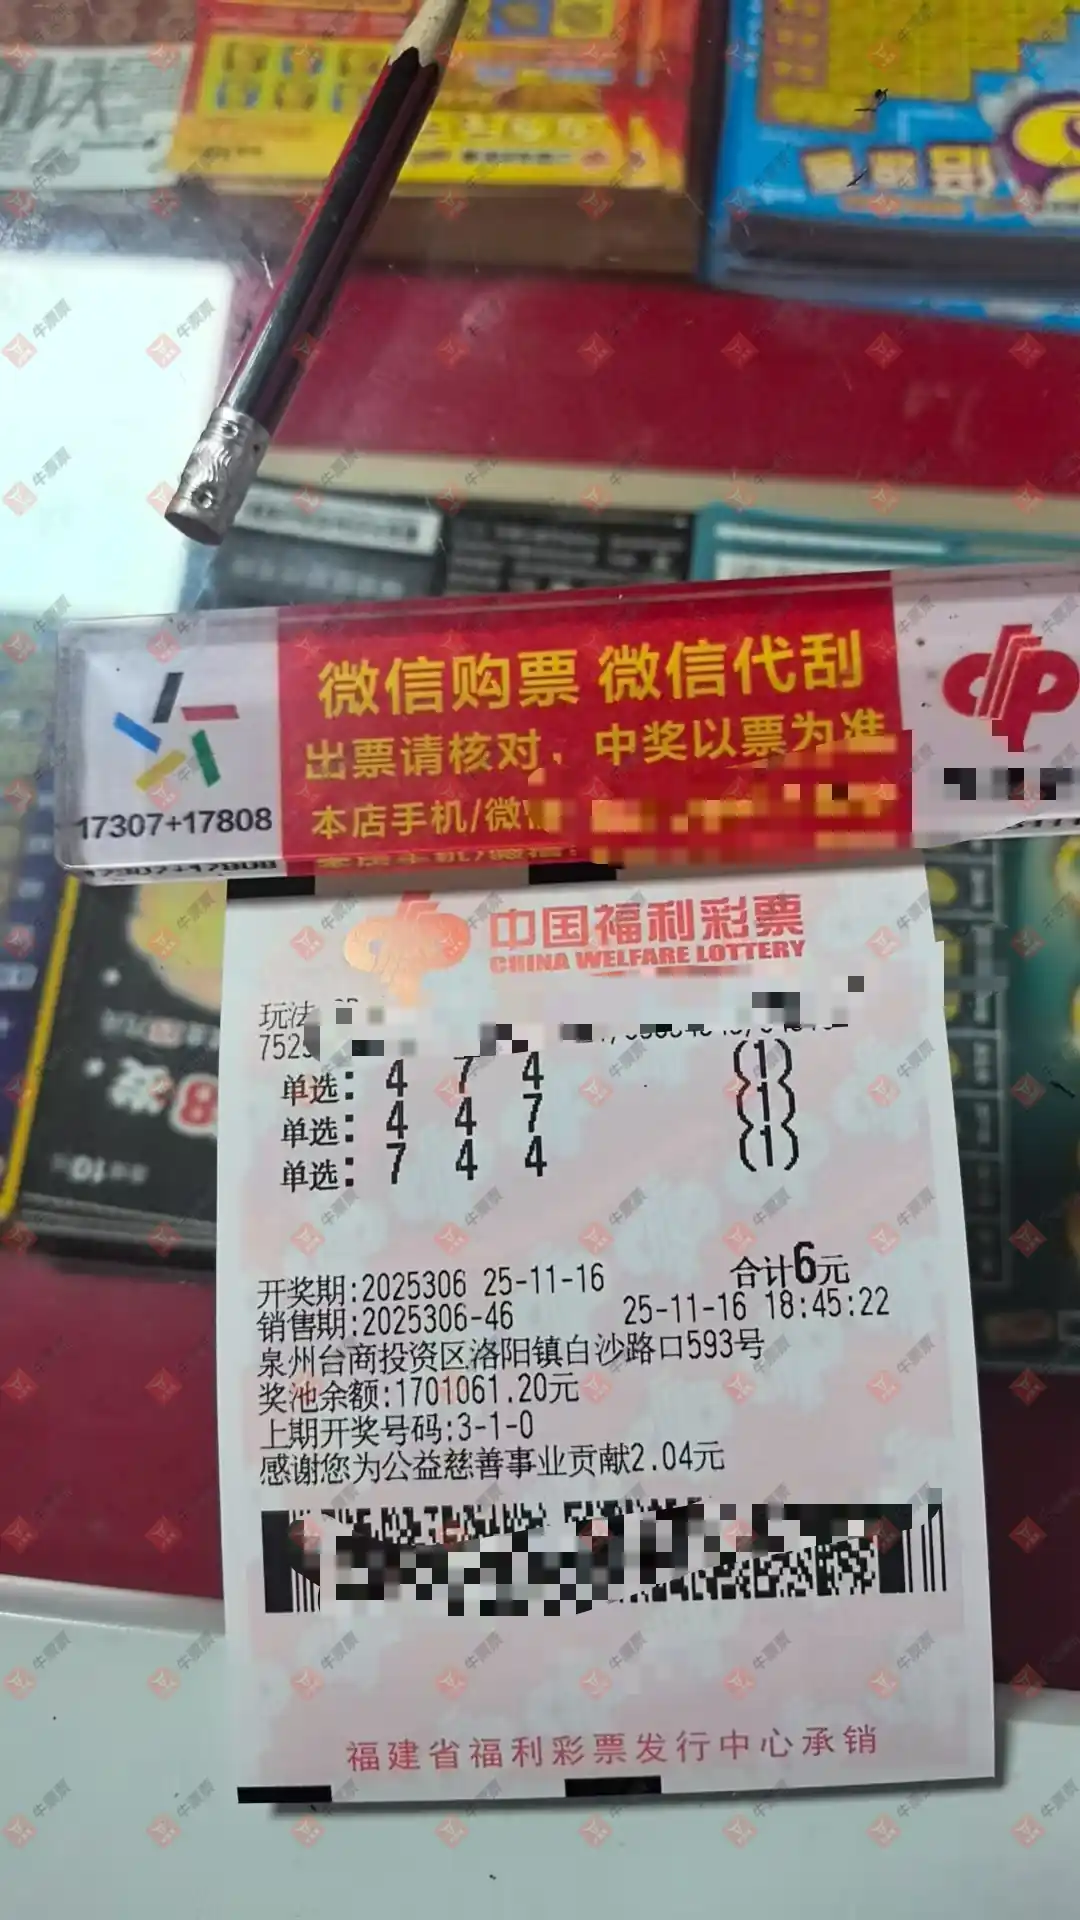 微信购票 微信代刮
出票请核对，中奖以票为准
17307+17808
本店手机/微
中国福利彩票
CHINA WELFARE LOTTERY
玩法
752
单选: 4 7 4 (1)
单选: 4 4 7 (1)
单选: 7 4 4 (1)
合计6元
开奖期:2025306 25-11-16
销售期:2025306-46 25-11-16 18:45:22
泉州台商投资区洛阳镇白沙路口593号
奖池余额:1701061.20元
上期开奖号码:3-1-0
感谢您为公益慈善事业贡献2.04元
福建省福利彩票发行中心承销
牛票票